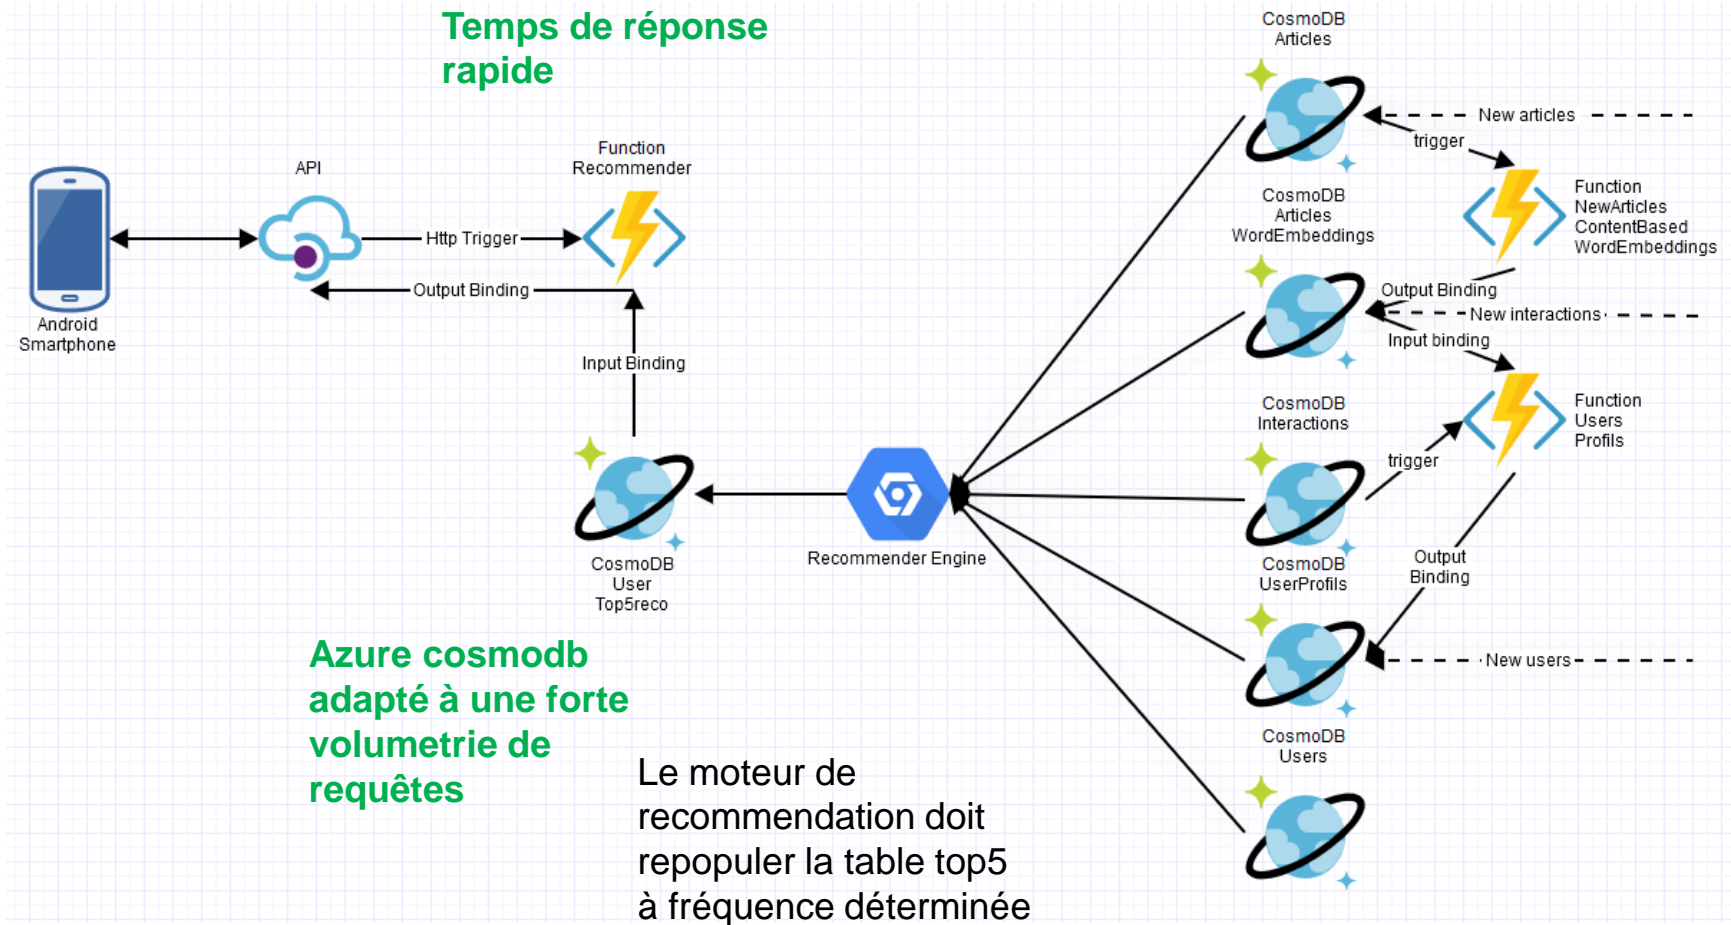 Temps de réponse
rapide
API
Function
Recommender
Http Trigger
Output Binding
Input Binding
Android
Smartphone
CosmoDB
User
Top5reco
Recommender Engine
Azure cosmodb
adapté à une forte
volumetrie de
requêtes
Le moteur de
recommendation doit
repopuler la table top5
à fréquence déterminée
CosmoDB
Articles
New articles
trigger
Function
NewArticles
ContentBased
WordEmbeddings
CosmoDB
Articles
WordEmbeddings
Output Binding
New interactions
Input binding
Function
Users
Profils
CosmoDB
Interactions
trigger
Output
Binding
CosmoDB
UserProfils
New users
CosmoDB
Users